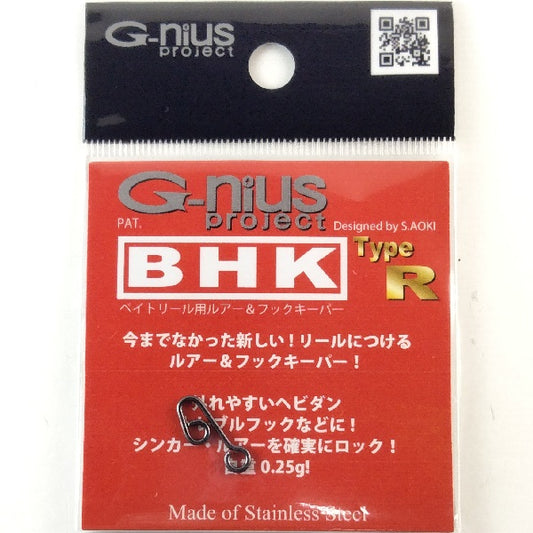 G-nius
project
G-nius
project
PAT.
Designed by S.AOKI
BHK
Type
R
ベイトリール用ルアー＆フックキーパー
今までなかった新しい！リールにつける
ルアー＆フックキーパー！
れやすいヘビダン
ブルフックなどに！
シンカー・ルアーを確実にロック！
0.25g!
Made of Stainless Steel